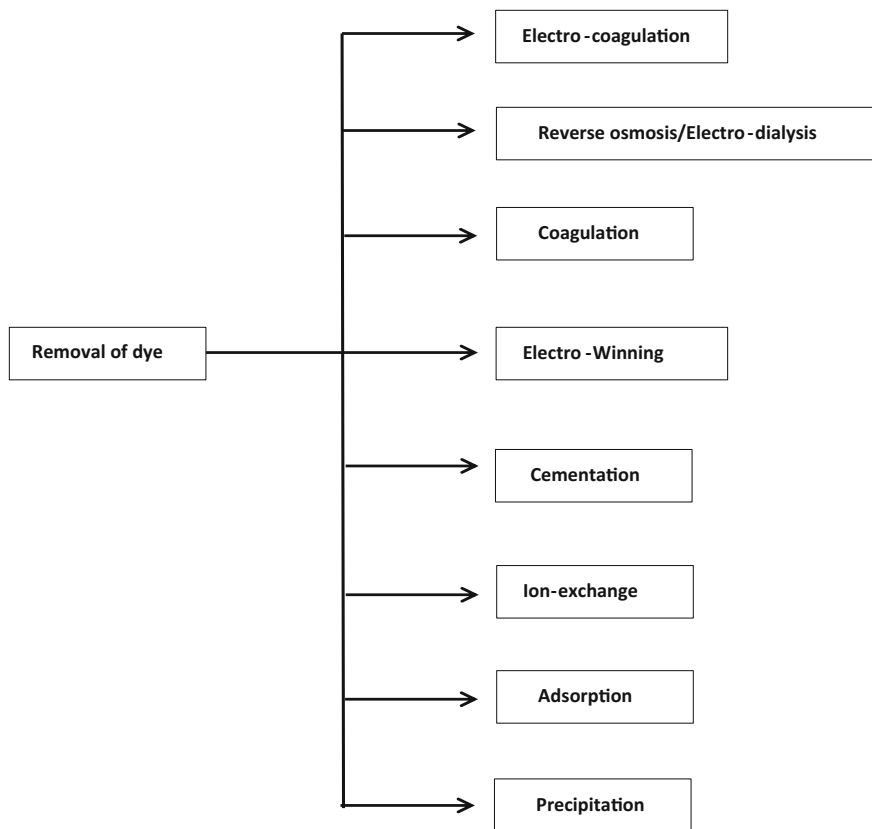 Electro-coagulation
Reverse osmosis/Electro-dialysis
Coagulation
Removal of dye
Electro-Winning
Cementation
Ion-exchange
Adsorption
Precipitation